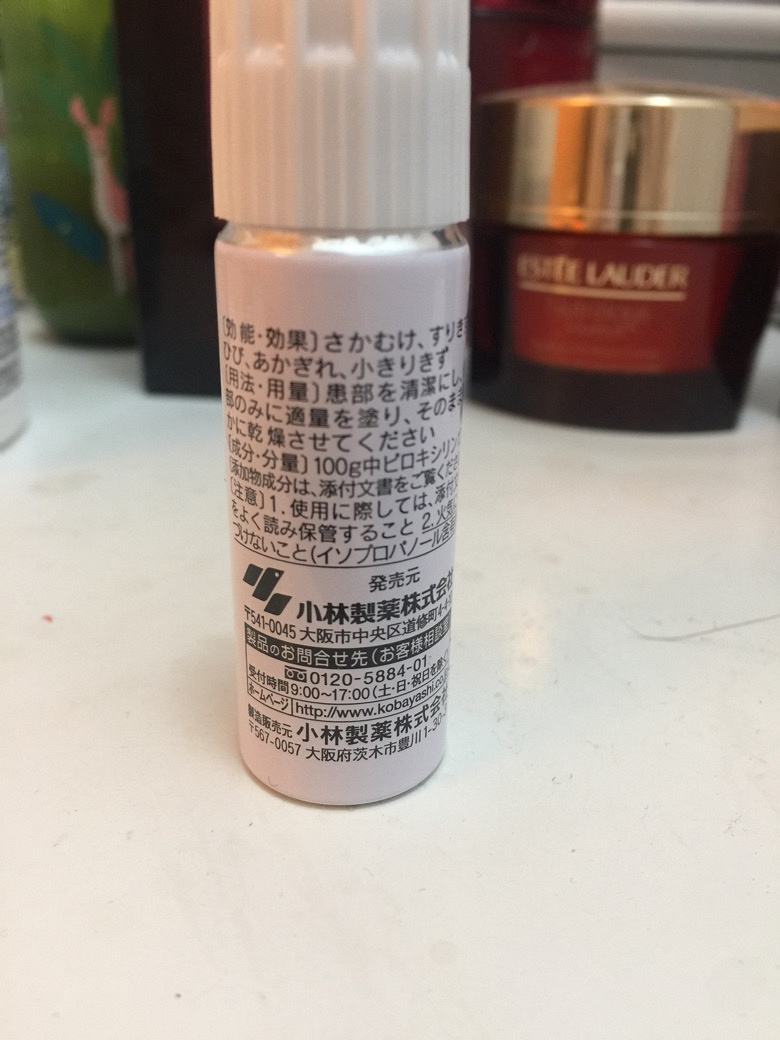 〔効能・効果〕さかむけ、すりき
ひび、あかぎれ、小きりきず
〔用法・用量〕患部を清潔にし、
部のみに適量を塗り、そのまま
かに乾燥させてください
〔成分・分量〕100g中ピロキシリン
添加物成分は、添付文書をご覧くださ
〔注意〕1.使用に際しては、添付文
をよく読み保管すること 2.火気に
づけないこと(イソプロパノール含有
発売元
小林製薬株式会社
〒541-0045 大阪市中央区道修町4-4-
製品のお問合せ先(お客様相談
0120-5884-01
受付時間9:00~17:00(土・日・祝日を除く
ホームページ http://www.kobayashi.co.
製造販売元 小林製薬株式会
〒567-0057 大阪府茨木市豊川1-30-
ESTĒE LAUDER